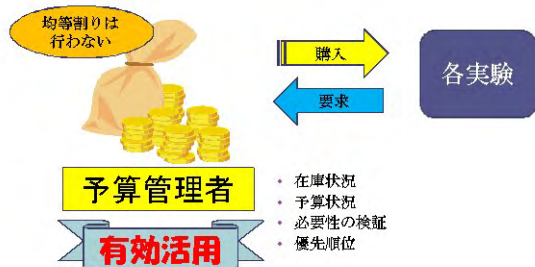 均等割りは
行わない
購入
要求
各実験
予算管理者
有効活用
・ 在庫状況
・ 予算状況
・ 必要性の検証
・ 優先順位